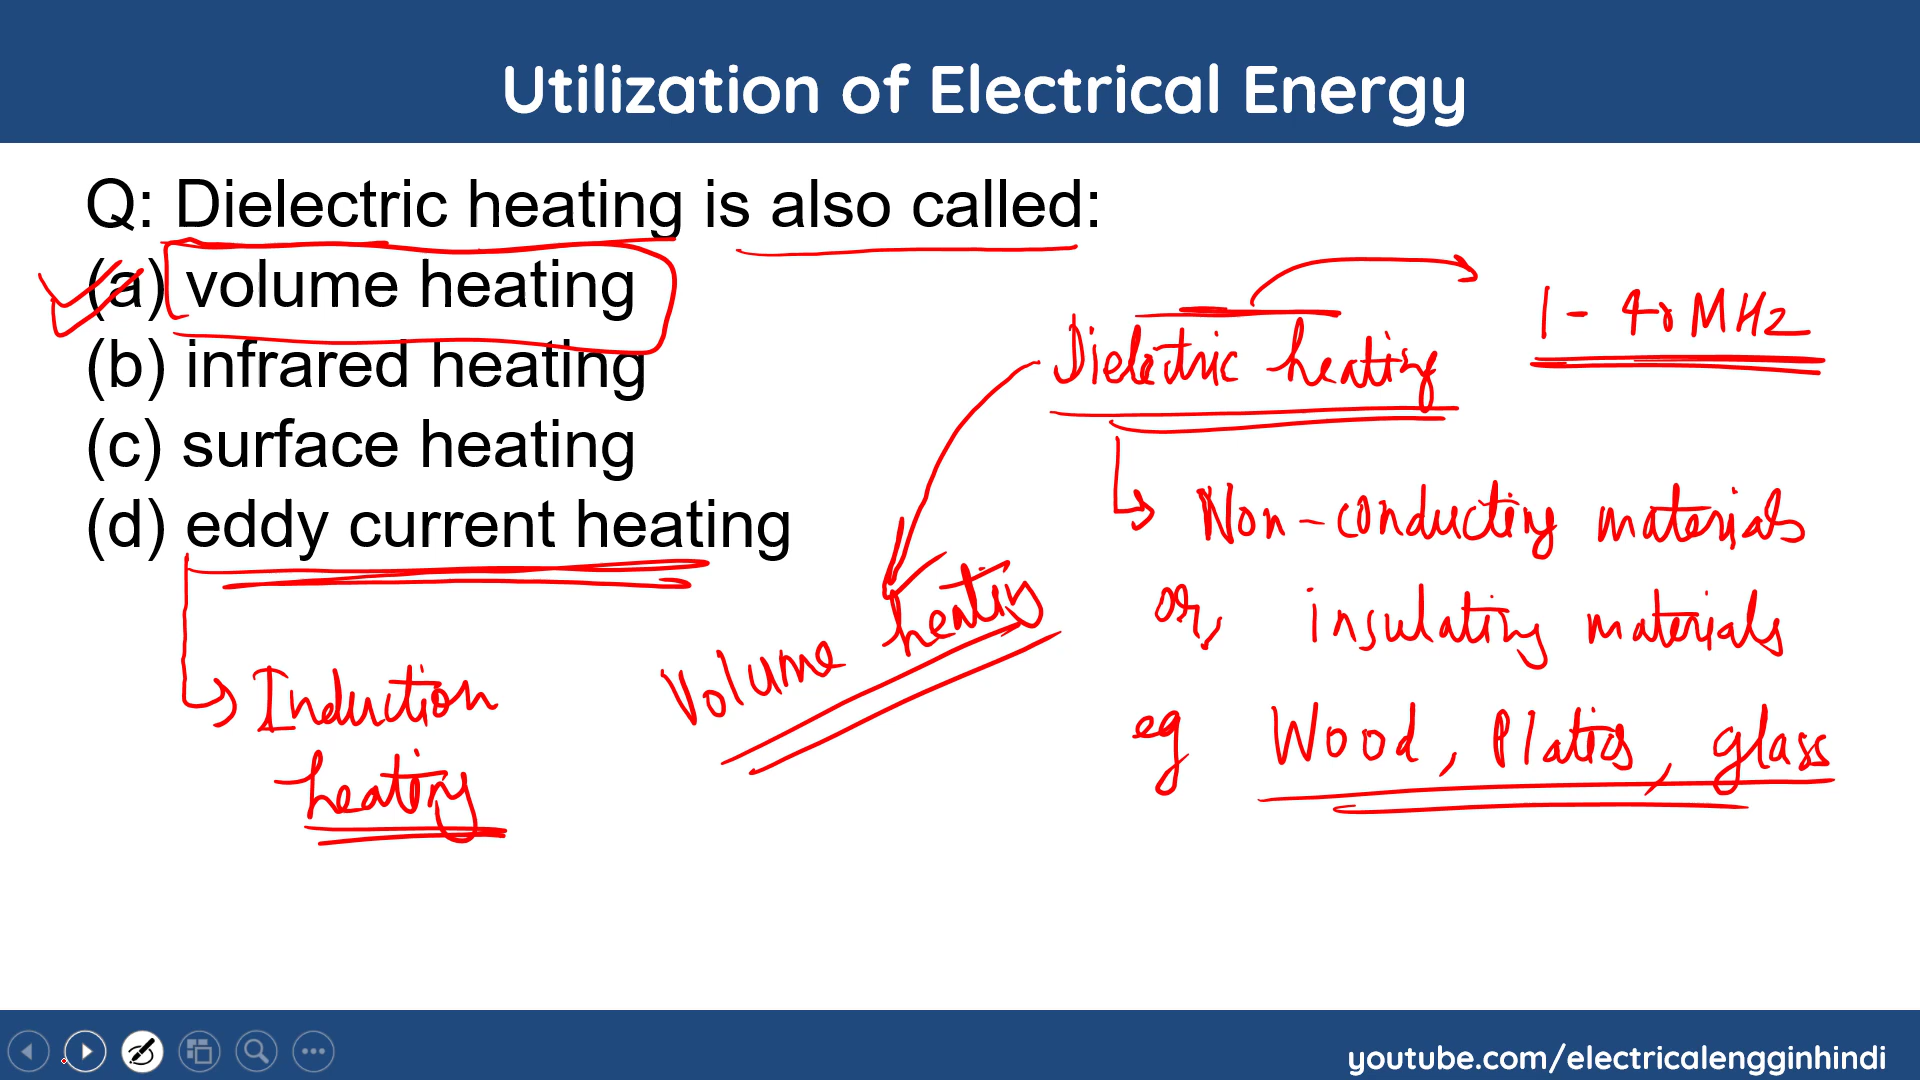 Utilization of Electrical Energy
Q: Dielectric heating is also called:
(a) volume heating
(b) infrared heating
(c) surface heating
(d) eddy current heating
1 - 40 MHz
Dielectric heating
Non-conducting materials
or, insulating materials
eg Wood, Platics, glass
Volume heating
Induction
heating
youtube.com/electricalengginhindi